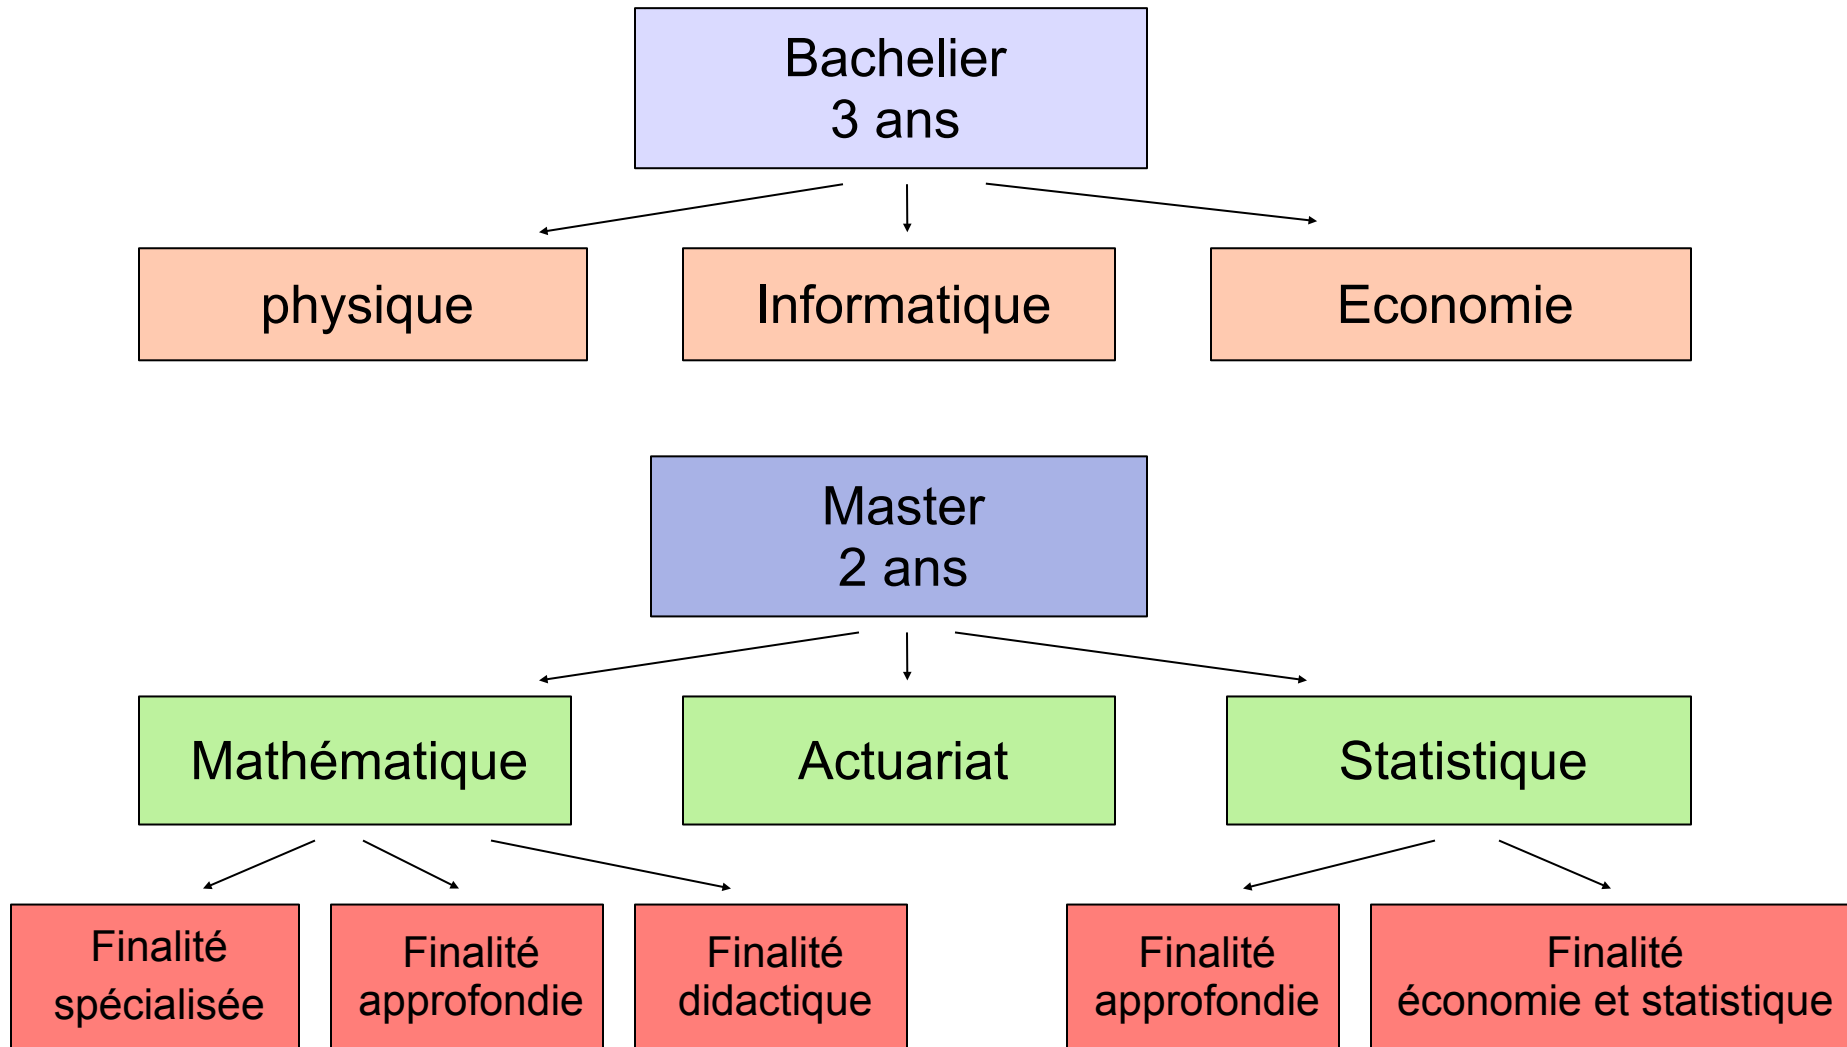 Bachelier
3 ans
physique
Informatique
Economie
Master
2 ans
Mathématique
Actuariat
Statistique
Finalité
spécialisée
Finalité
approfondie
Finalité
didactique
Finalité
approfondie
Finalité
économie et statistique